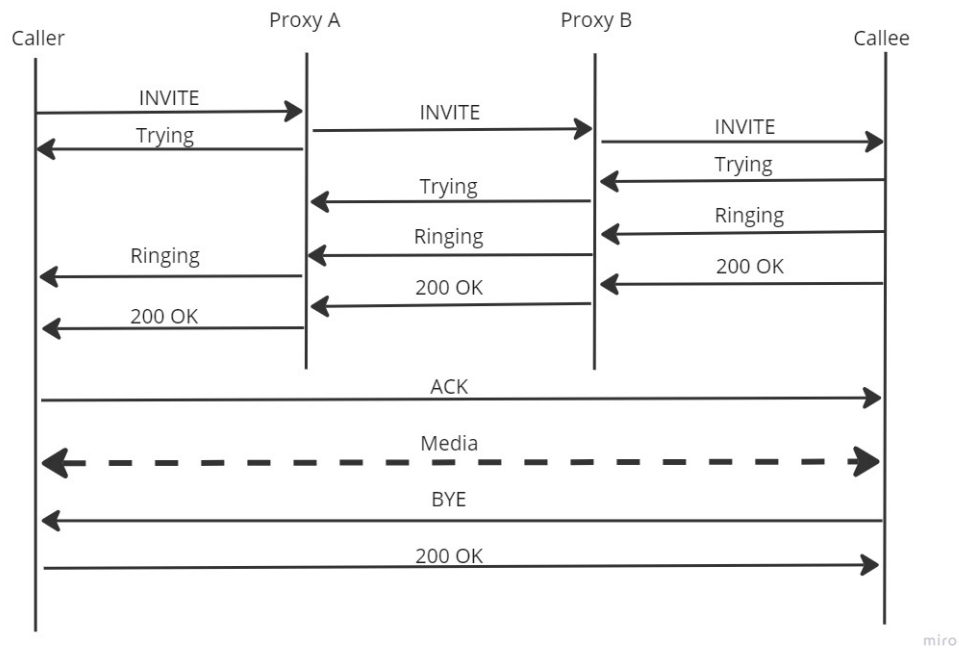 Caller
Proxy A
Proxy B
Callee
INVITE
INVITE
INVITE
Trying
Trying
Trying
Ringing
Ringing
Ringing
200 OK
200 OK
200 OK
ACK
Media
BYE
200 OK
miro